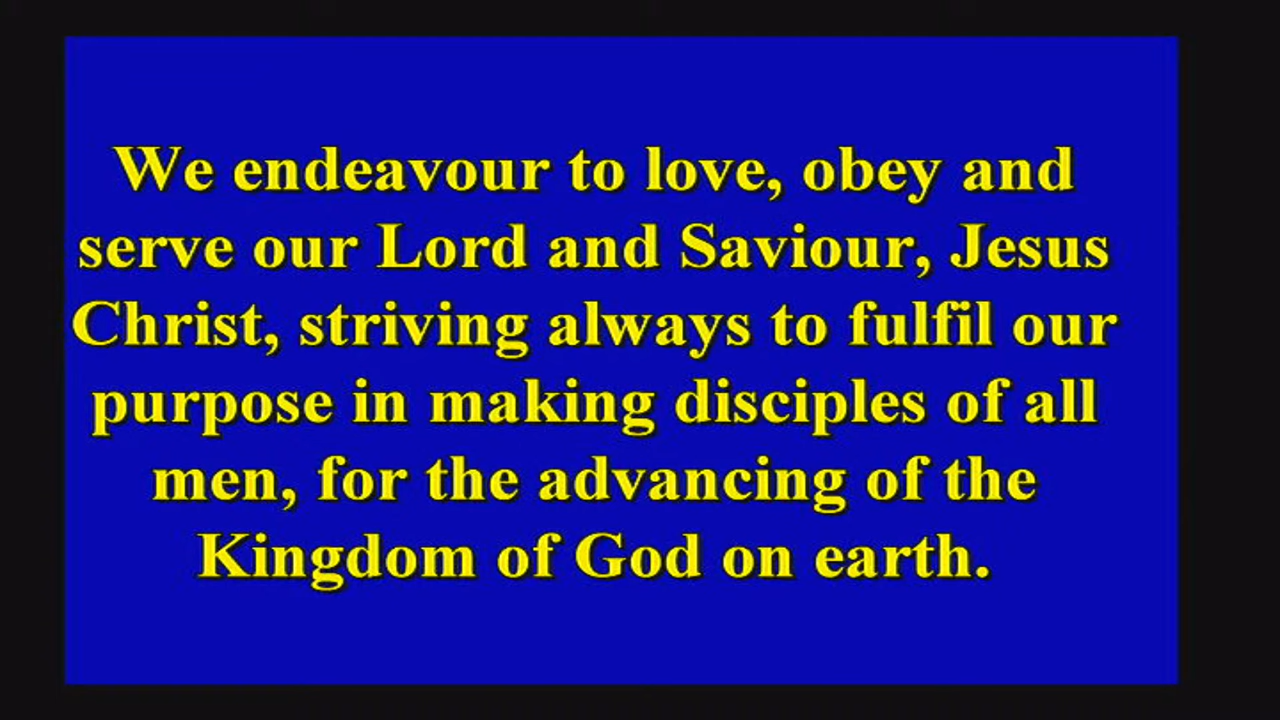 We endeavour to love, obey and
serve our Lord and Saviour, Jesus
Christ, striving always to fulfil our
purpose in making disciples of all
men, for the advancing of the
Kingdom of God on earth.